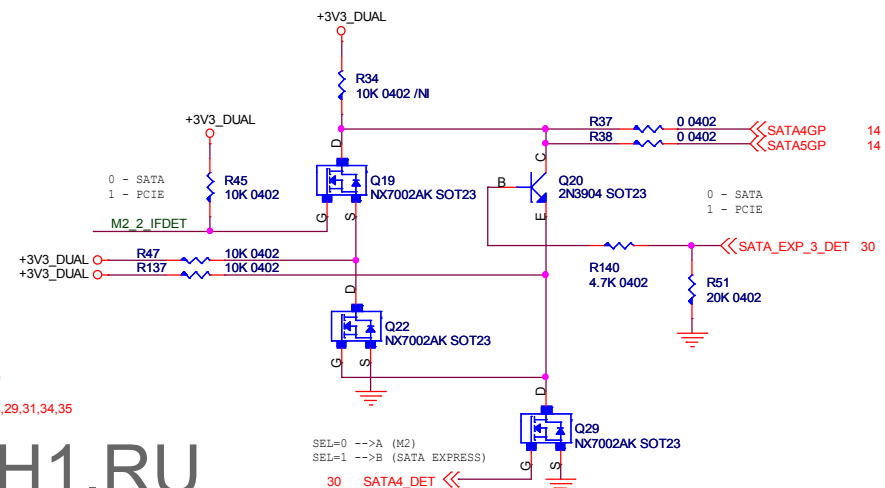 +3V3_DUAL
R34
10K 0402 /NI
+3V3_DUAL
R37 0 0402 SATA4GP 14
R38 0 0402 SATA5GP 14
D
C
0 - SATA
1 - PCIE
R45
10K 0402
Q19
NX7002AK SOT23
B
Q20
2N3904 SOT23
0 - SATA
1 - PCIE
G S
E
M2_2_IFDET
SATA_EXP_3_DET 30
+3V3_DUAL R47 10K 0402
+3V3_DUAL R137 10K 0402
R140
4.7K 0402
R51
20K 0402
D
Q22
NX7002AK SOT23
G S
D
,29,31,34,35
Q29
NX7002AK SOT23
H1.RU
SEL=0 -->A (M2)
SEL=1 -->B (SATA EXPRESS)
G S
30 SATA4_DET